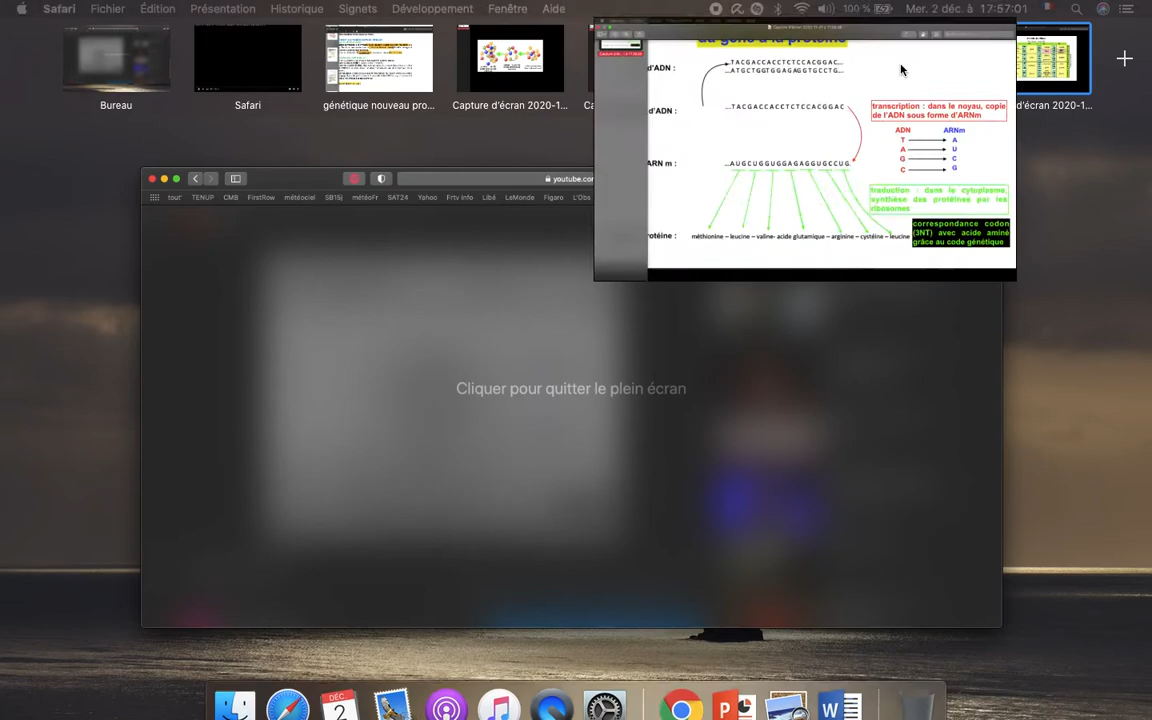 Safari Fichier Édition Présentation Historique Signets Développement Fenêtre Aide 100 % Mer. 2 déc. à 17:57:01
Bureau
Safari
génétique nouveau pro...
Capture d'écran 2020-1...
d'écran 2020-1...
d'ADN :
...TACGACCACCTCTCCACGGAC...
...ATGCTGGTGGAGAGGTGCCTG...
d'ADN :
...TACGACCACCTCTCCACGGAC
transcription : dans le noyau, copie
de l'ADN sous forme d'ARNm
ADN ARNm
T A
A U
G C
C G
ARN m :
...AUGCUGGUGGAGAGGUGCCUG
traduction : dans le cytoplasme,
synthèse des protéines par les
ribosomes
correspondance codon
(3NT) avec acide aminé
grâce au code génétique
rotéine :
méthionine – leucine – valine- acide glutamique – arginine – cystéine – leucine
youtube.com
tout' TENUP CMB FirstRow météociel SB15j météoFr SAT24 Yahoo Frtv info L'Obs Libé LeMonde Figaro
Cliquer pour quitter le plein écran
DÉC
2
P
W